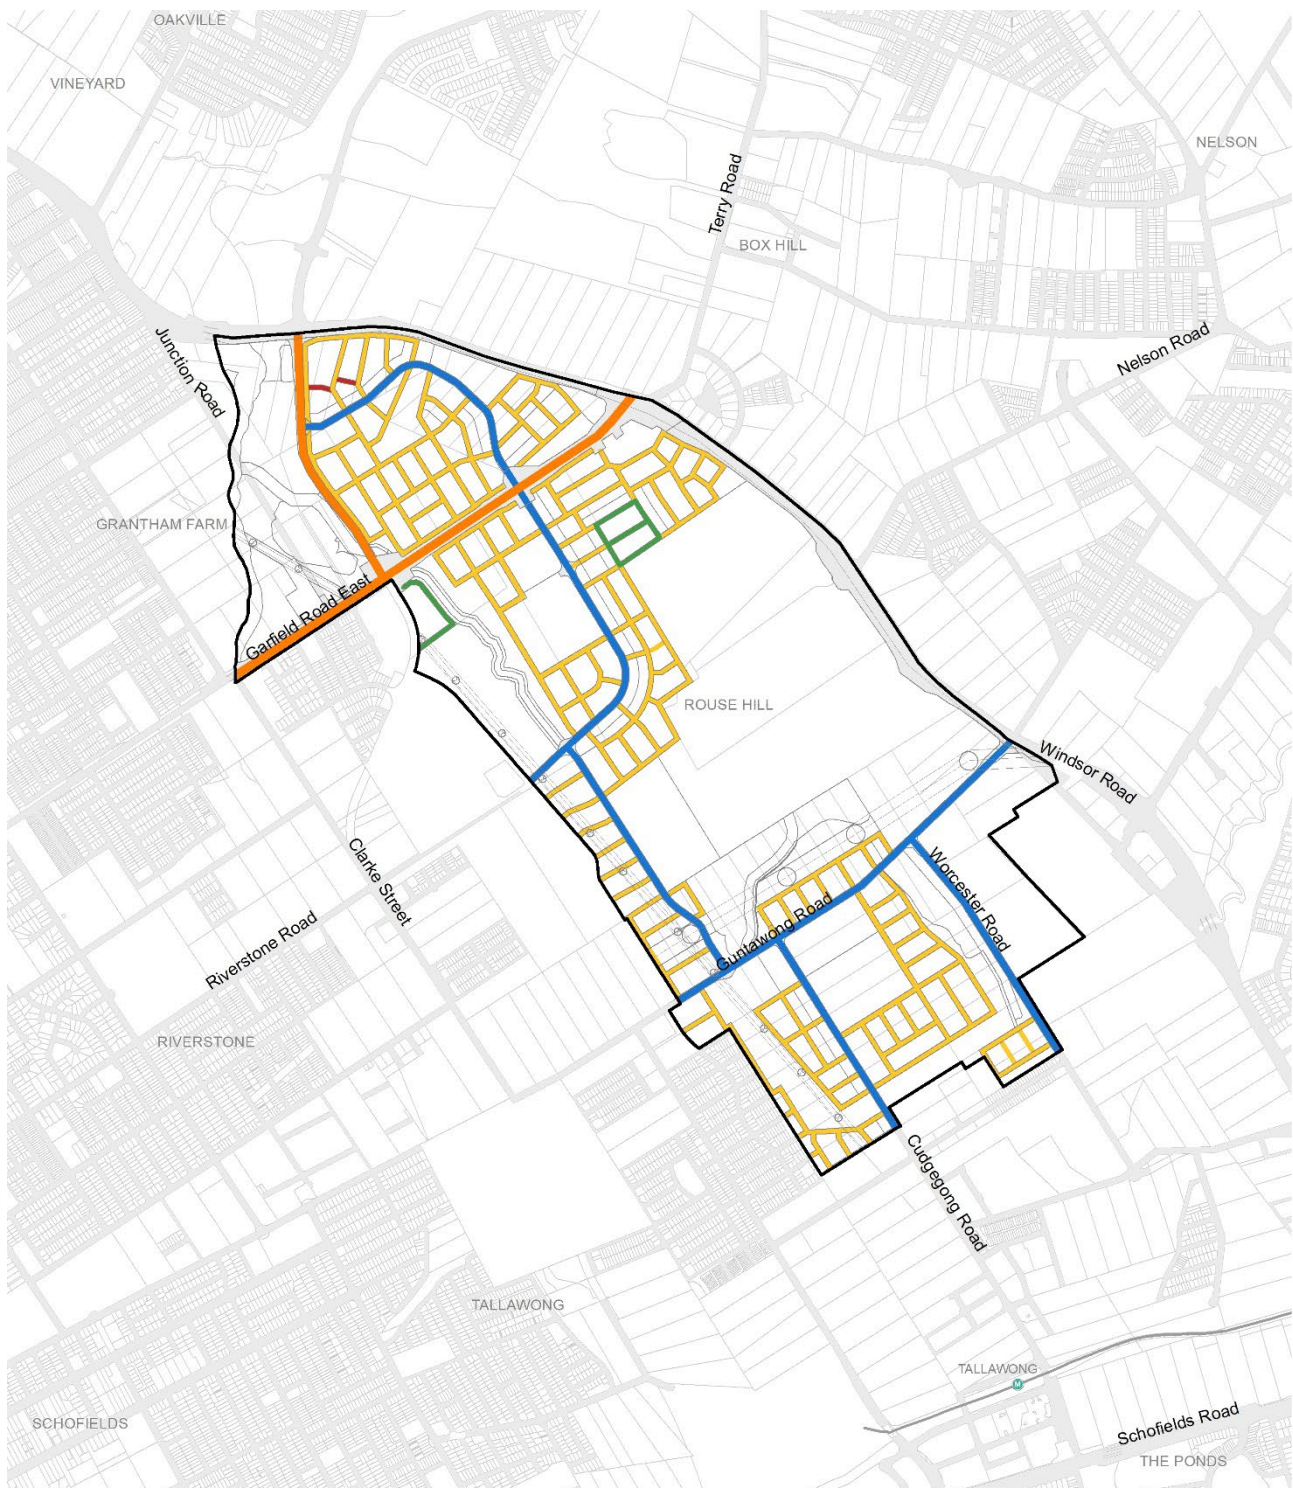 OAKVILLE
VINEYARD
NELSON
Terry Road
BOX HILL
Junction Road
Nelson Road
GRANTHAM FARM
Garfield Road East
ROUSE HILL
Windsor Road
Clarke Street
Worcester Road
Riverstone Road
Guntawong Road
RIVERSTONE
Cudgegong Road
TALLAWONG
TALLAWONG
M
SCHOFIELDS
Schofields Road
THE PONDS